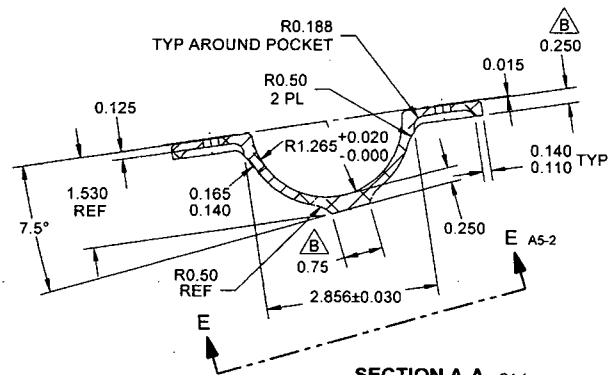 R0.188
TYP AROUND POCKET
B
0.250
0.015
R0.50
2 PL
0.125
R1.265 +0.020
-0.000
0.140 TYP
0.110
1.530
REF
0.165
0.140
7.5°
0.250
B
0.75
R0.50
REF
E A5-2
2.856±0.030
E
SECTION A-A